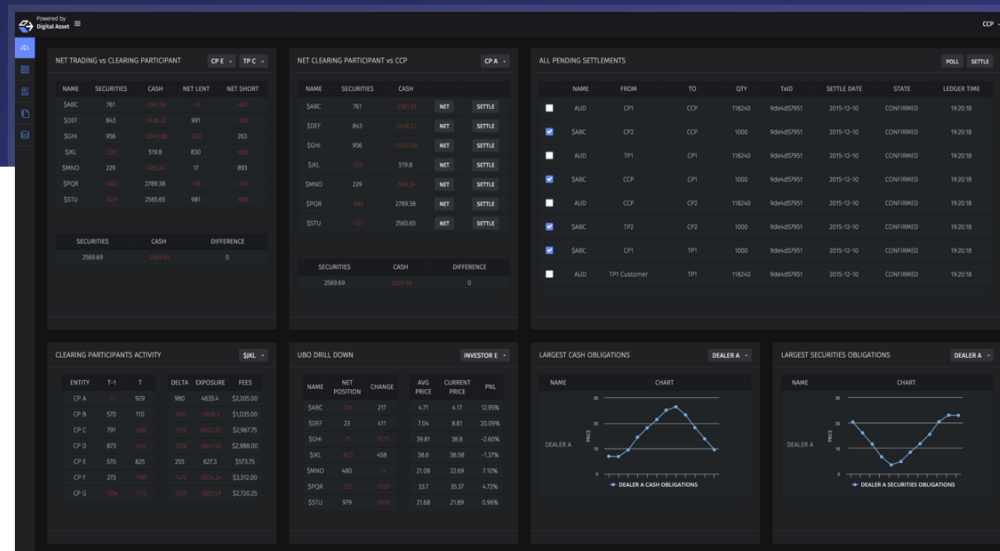 Powered by
Digital Asset
CCP
NET TRADING vs CLEARING PARTICIPANT CP E TP C
NAME SECURITIES CASH NET LENT NET SHORT
$ABC 761
$DEF 843 991
$GHI 956 263
$JKL 519.8 830
$MNO 229 17 893
$PQR 2789.38
$STU 2565.65 981
SECURITIES CASH DIFFERENCE
2569.69 -2569.69 0
NET CLEARING PARTICIPANT vs CCP CP A
NAME SECURITIES CASH
$ABC 761 NET SETTLE
$DEF 843 NET SETTLE
$GHI 956 NET SETTLE
$JKL 519.8 NET SETTLE
$MNO 229 NET SETTLE
$PQR 2789.38 NET SETTLE
$STU 2565.65 NET SETTLE
SECURITIES CASH DIFFERENCE
2569.69 -2569.69 0
ALL PENDING SETTLEMENTS POLL SETTLE
NAME FROM TO QTY TxID SETTLE DATE STATE LEDGER TIME
AUD CP1 CCP 118240 9de4d57951 2015-12-10 CONFIRMED 19:20:18
$ABC CP2 CCP 1000 9de4d57951 2015-12-10 CONFIRMED 19:20:18
AUD TP1 CP1 118240 9de4d57951 2015-12-10 CONFIRMED 19:20:18
$ABC CCP CP1 1000 9de4d57951 2015-12-10 CONFIRMED 19:20:18
AUD CCP CP2 118240 9de4d57951 2015-12-10 CONFIRMED 19:20:18
$ABC TP2 CP2 1000 9de4d57951 2015-12-10 CONFIRMED 19:20:18
$ABC CP1 TP1 1000 9de4d57951 2015-12-10 CONFIRMED 19:20:18
AUD TP1 Customer TP1 118240 9de4d57951 2015-12-10 CONFIRMED 19:20:18
CLEARING PARTICIPANTS ACTIVITY $JKL
ENTITY T-1 T DELTA EXPOSURE FEES
CP A 929 980 4635.4 $2,205.00
CP B 570 110 $1,035.00
CP C 791 $2,967.75
CP D 873 $2,988.00
CP E 570 825 255 627.3 $573.75
CP F 273 $3,312.00
CP G $2,720.25
UBO DRILL DOWN INVESTOR E
NAME NET POSITION CHANGE AVG PRICE CURRENT PRICE PNL
$ABC 217 4.71 4.17 12.95%
$DEF 23 411 7.04 8.81 20.09%
$GHI 39.81 38.8 -2.60%
$JKL 458 38.6 38.08 -1.37%
$MNO 480 21.08 22.69 7.10%
$PQR 33.7 35.37 4.72%
$STU 979 21.68 21.89 0.96%
LARGEST CASH OBLIGATIONS DEALER A
NAME CHART
DEALER A
PRICE
30
20
10
0
DEALER A CASH OBLIGATIONS
LARGEST SECURITIES OBLIGATIONS DEALER A
NAME CHART
DEALER A
PRICE
30
20
10
0
DEALER A SECURITIES OBLIGATIONS